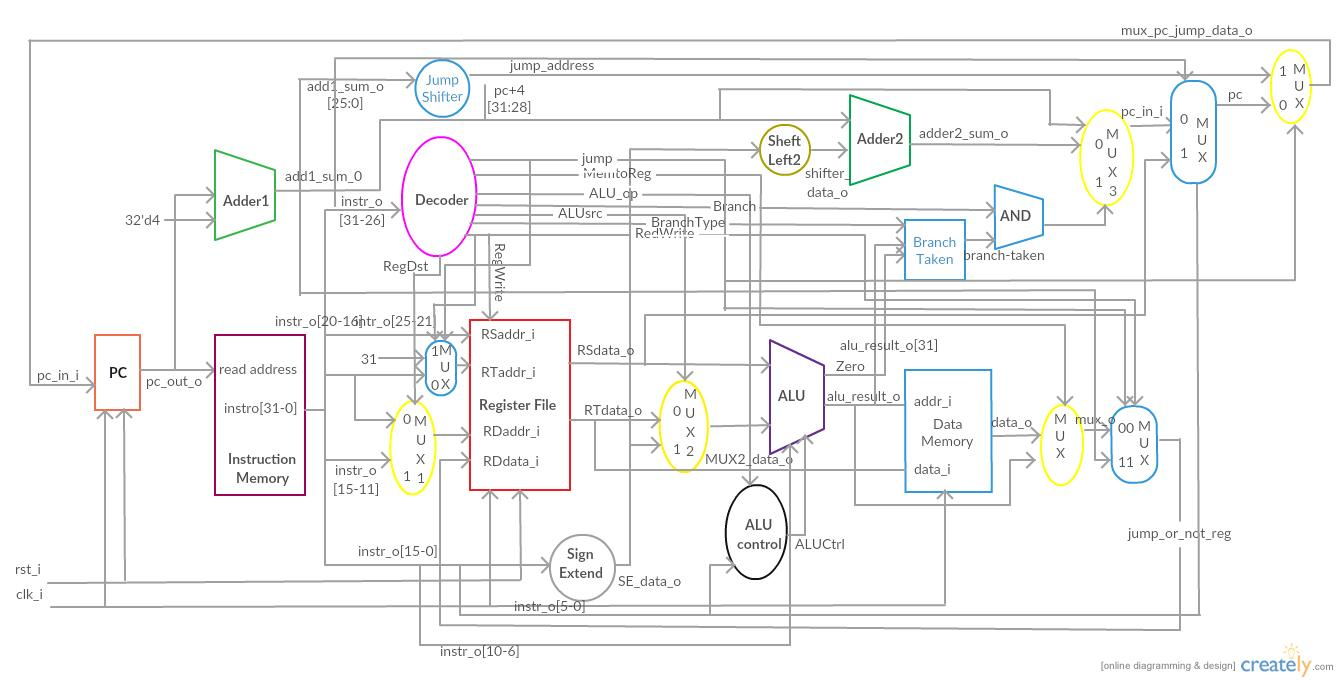 mux_pc_jump_data_o
jump_address
add1_sum_o
[25:0]
Jump
Shifter
pc+4
[31:28]
1 M
U
0 X
pc
pc_in_i
0 M
U
1 X
Adder2
adder2_sum_o
Sheft
Left2
shifter_
data_o
0 M
U
X
1 3
Adder1
add1_sum_0
32'd4
instr_o
[31-26]
Decoder
jump
MemtoReg
ALU_op
Branch
ALUsrc
BranchType
RedWrite
RegDst
RegWrite
AND
Branch
Taken
branch-taken
instr_o[20-16]
instr_o[25-21]
31
1 M
U
0 X
PC
pc_in_i
pc_out_o
read address
instro[31-0]
Instruction
Memory
0 M
U
X
1 1
instr_o
[15-11]
RSaddr_i
RTaddr_i
Register File
RDaddr_i
RDdata_i
RSdata_o
RTdata_o
M
0 U
X
1 2
MUX2_data_o
ALU
alu_result_o[31]
Zero
alu_result_o
addr_i
Data
Memory
data_i
data_o
M
U
X
mux_o
00 M
U
11 X
jump_or_not_reg
ALU
control
ALUCtrl
instr_o[15-0]
Sign
Extend
SE_data_o
rst_i
clk_i
instr_o[5-0]
instr_o[10-6]
[online diagramming & design] creately.com